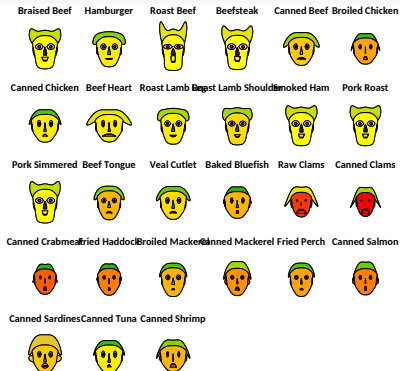 Braised Beef Hamburger Roast Beef Beefsteak Canned Beef Broiled Chicken
Canned Chicken Beef Heart Roast Lamb Leg Roast Lamb Shoulder Smoked Ham Pork Roast
Pork Simmered Beef Tongue Veal Cutlet Baked Bluefish Raw Clams Canned Clams
Canned Crabmeat Fried Haddock Broiled Mackerel Canned Mackerel Fried Perch Canned Salmon
Canned Sardines Canned Tuna Canned Shrimp